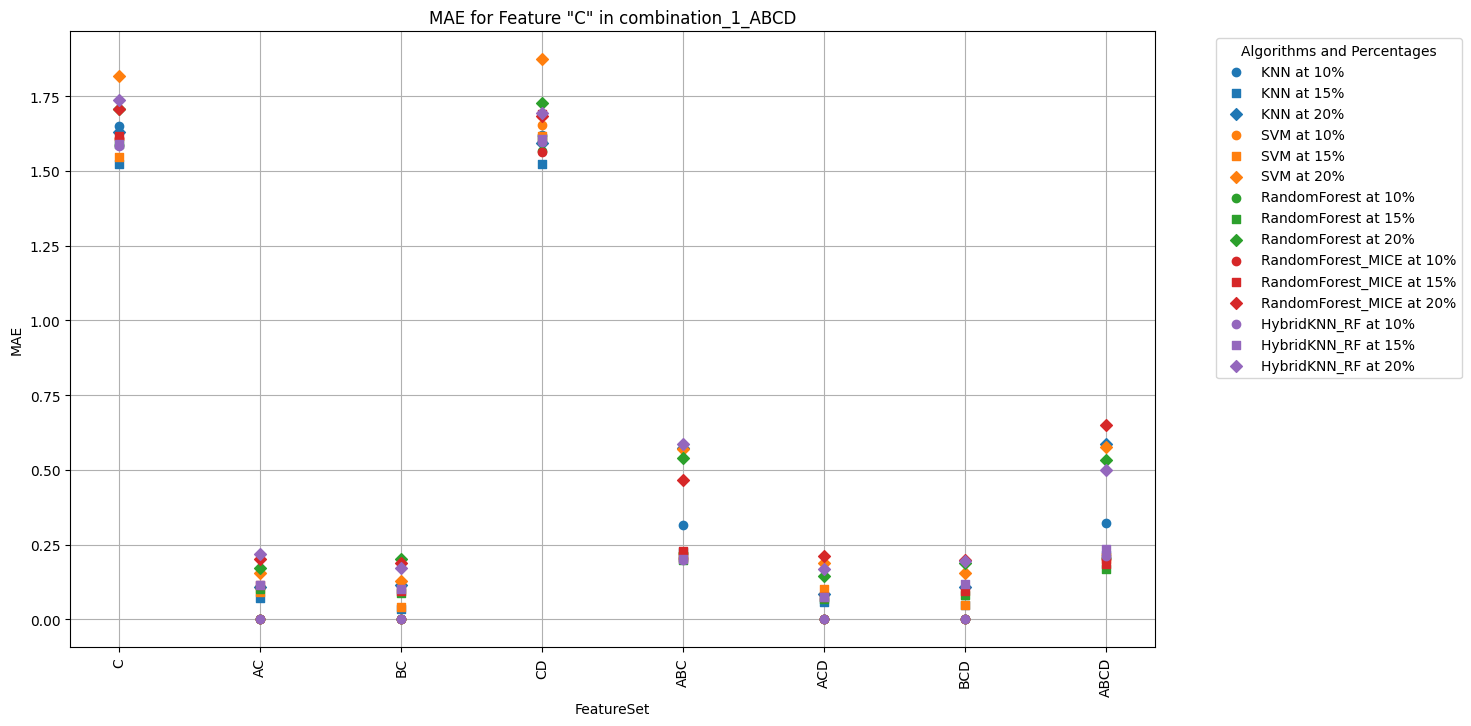 MAE for Feature "C" in combination_1_ABCD
MAE
1.75
1.50
1.25
1.00
0.75
0.50
0.25
0.00
C
AC
BC
CD
ABC
ACD
BCD
ABCD
FeatureSet
Algorithms and Percentages
KNN at 10%
KNN at 15%
KNN at 20%
SVM at 10%
SVM at 15%
SVM at 20%
RandomForest at 10%
RandomForest at 15%
RandomForest at 20%
RandomForest_MICE at 10%
RandomForest_MICE at 15%
RandomForest_MICE at 20%
HybridKNN_RF at 10%
HybridKNN_RF at 15%
HybridKNN_RF at 20%